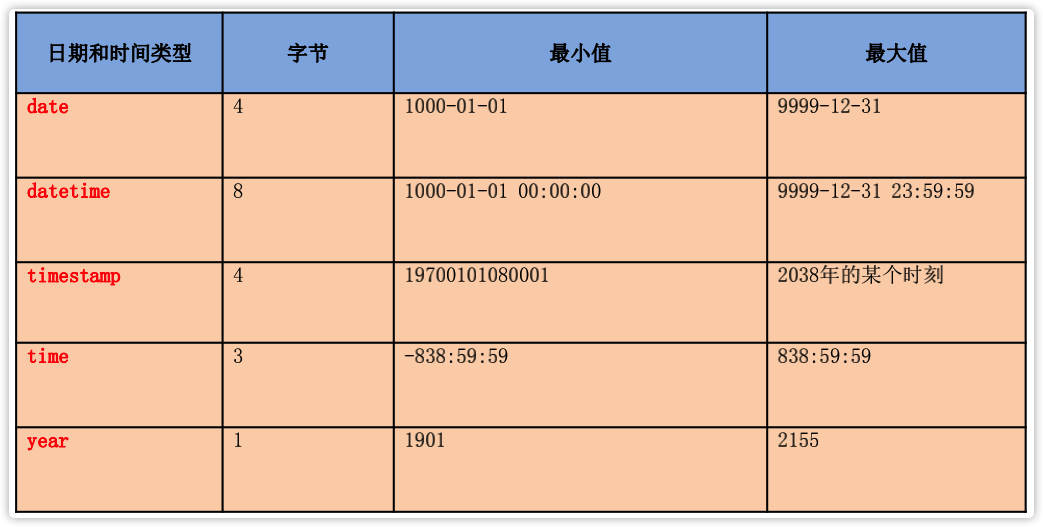 日期和时间类型 字节 最小值 最大值
date 4 1000-01-01 9999-12-31
datetime 8 1000-01-01 00:00:00 9999-12-31 23:59:59
timestamp 4 19700101080001 2038年的某个时刻
time 3 -838:59:59 838:59:59
year 1 1901 2155